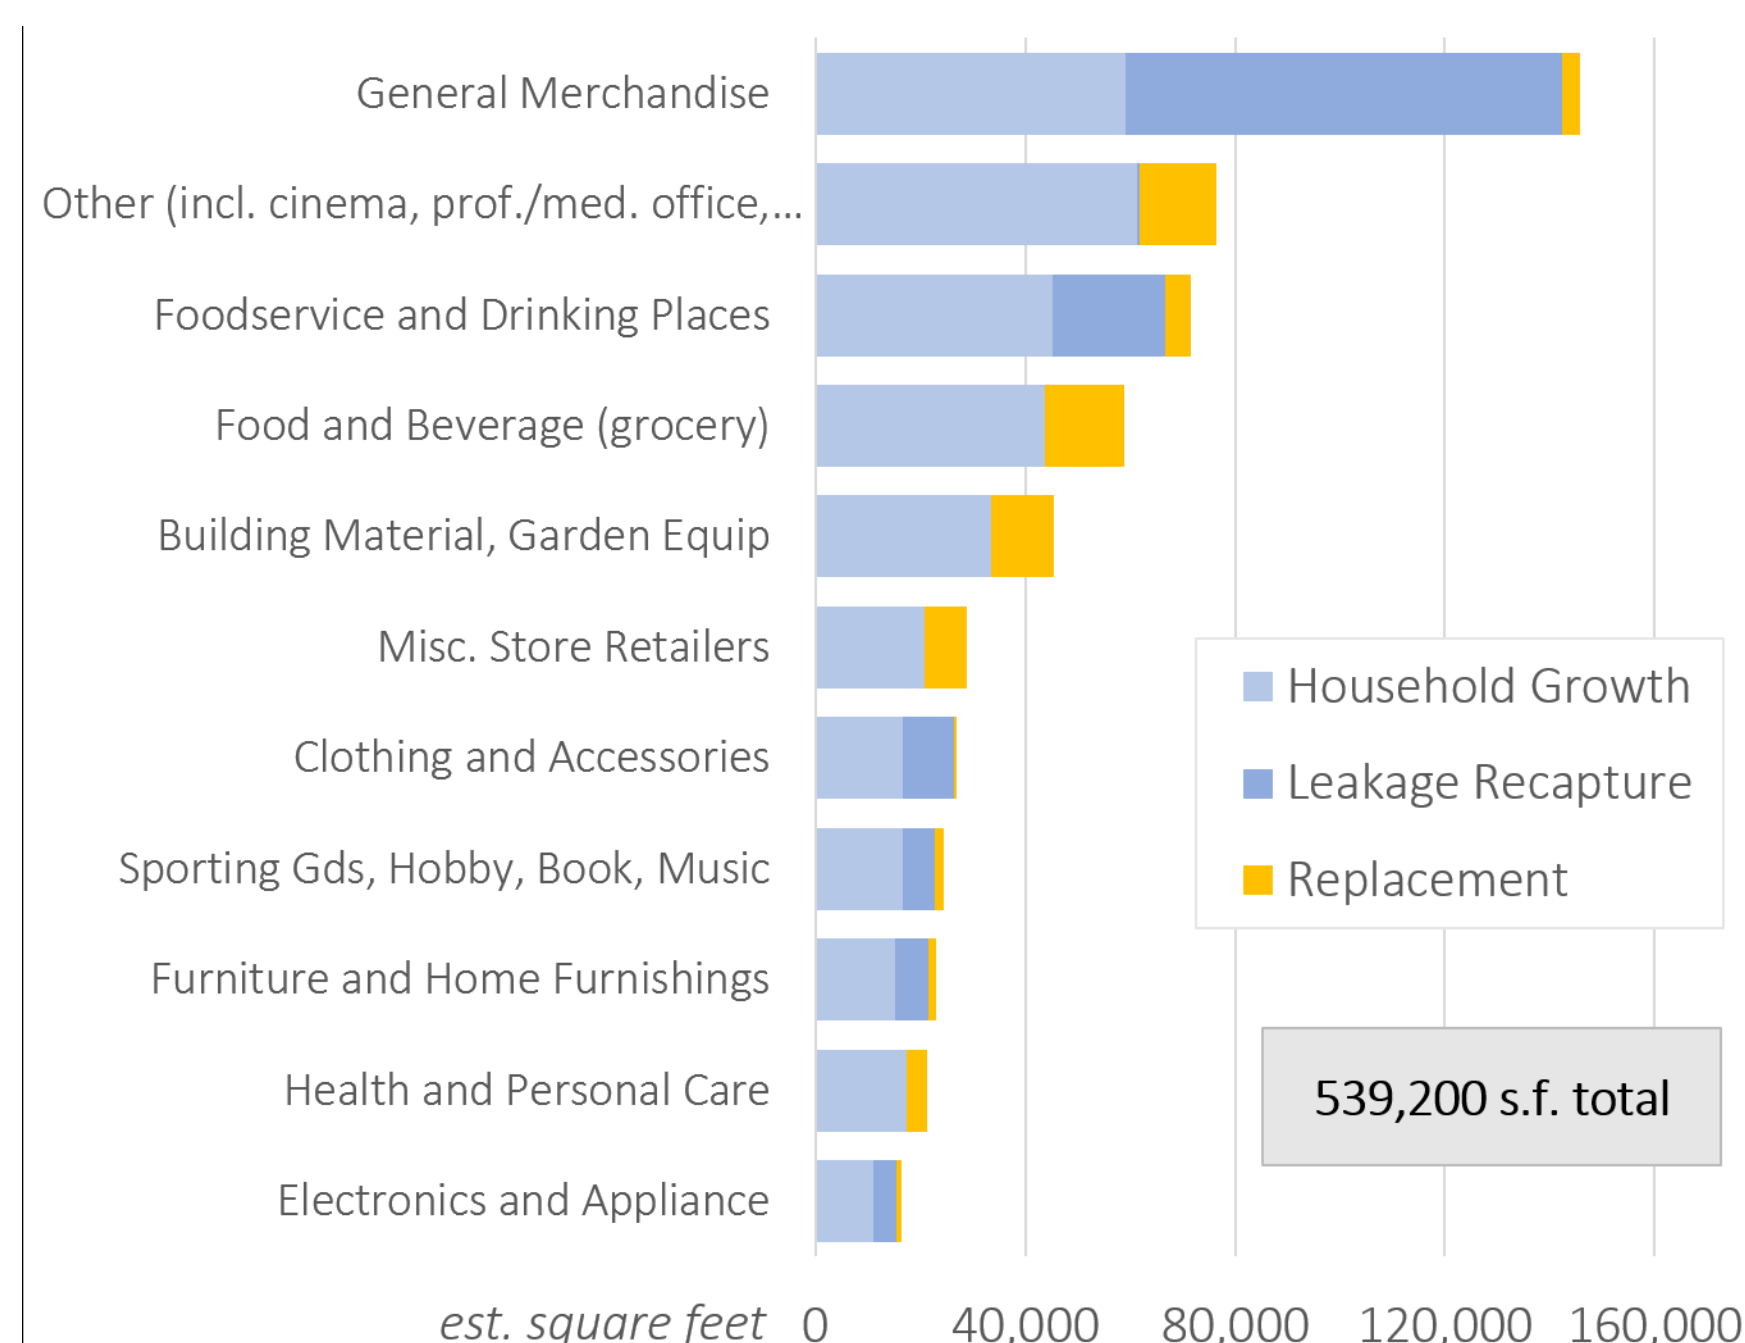 General Merchandise
Other (incl. cinema, prof./med. office,...
Foodservice and Drinking Places
Food and Beverage (grocery)
Building Material, Garden Equip
Misc. Store Retailers
Clothing and Accessories
Sporting Gds, Hobby, Book, Music
Furniture and Home Furnishings
Health and Personal Care
Electronics and Appliance
Household Growth
Leakage Recapture
Replacement
539,200 s.f. total
est. square feet 0 40,000 80,000 120,000 160,000